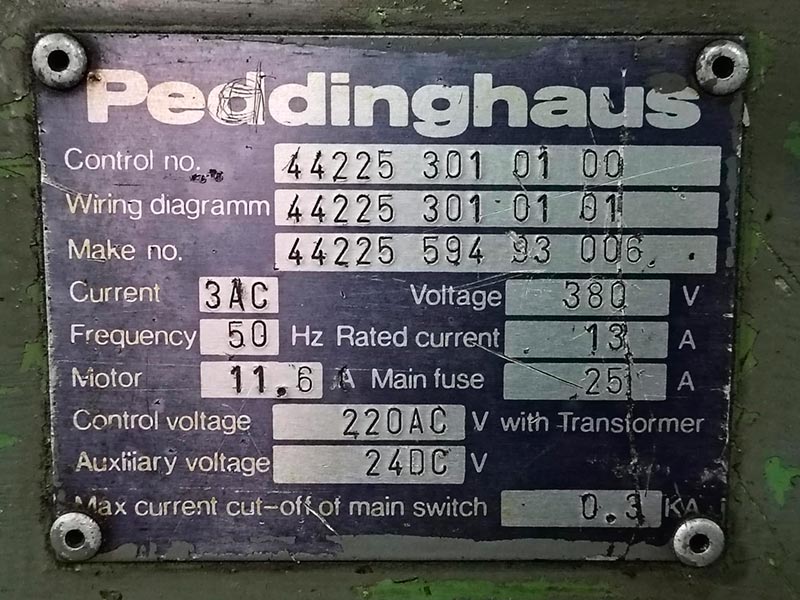 Peddinghaus
Control no. 44225 301 01 00
Wiring diagramm 44225 301 01 01
Make no. 44225 594 93 006
Current 3AC Voltage 380 V
Frequency 50 Hz Rated current 13 A
Motor 11.6 A Main fuse 25 A
Control voltage 220AC V with Transformer
Auxiliary voltage 24DC V
Max current cut-off of main switch 0.3 KA